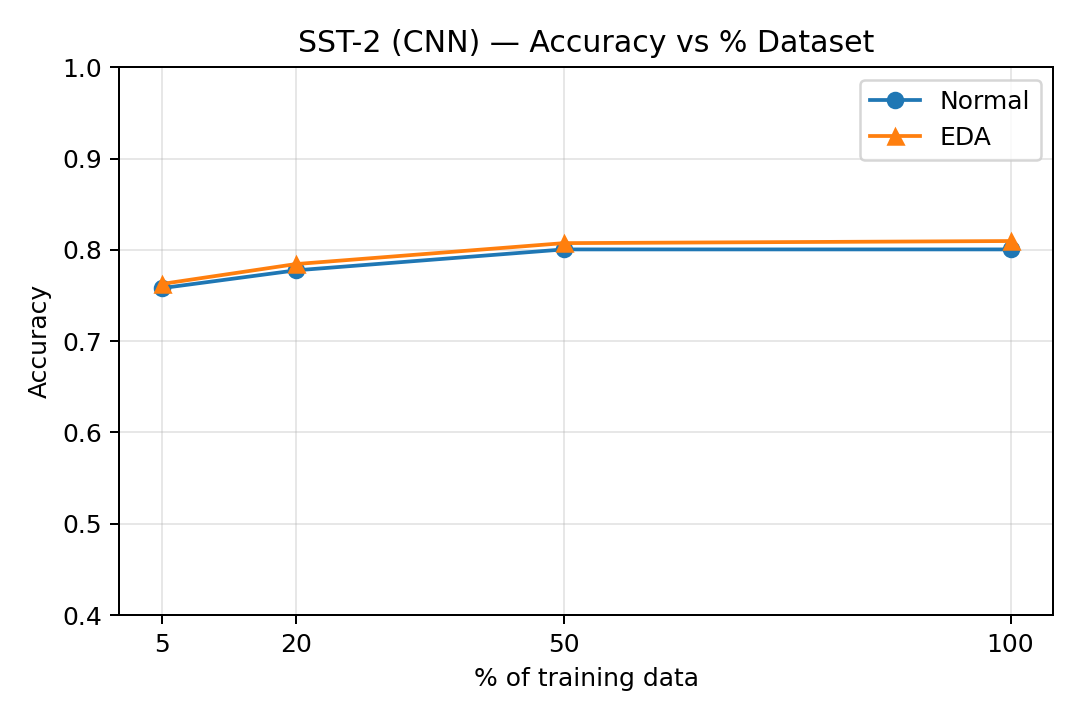 SST-2 (CNN) — Accuracy vs % Dataset
Normal
EDA
Accuracy
1.0
0.9
0.8
0.7
0.6
0.5
0.4
5 20 50 100
% of training data